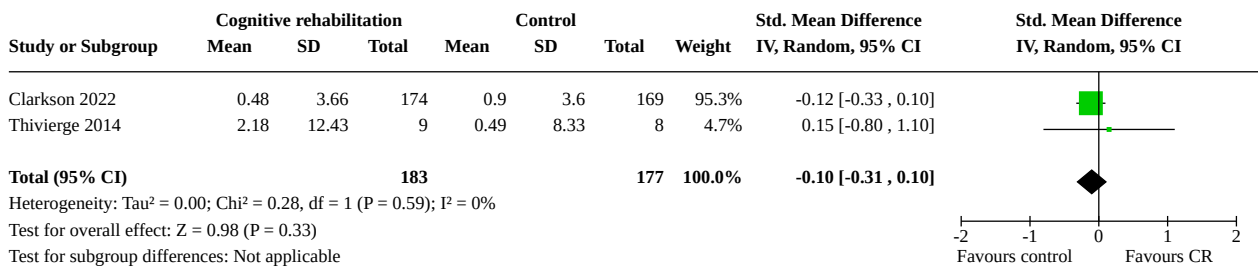 Cognitive rehabilitation Control Std. Mean Difference Std. Mean Difference
Study or Subgroup Mean SD Total Mean SD Total Weight IV, Random, 95% CI IV, Random, 95% CI
Clarkson 2022 0.48 3.66 174 0.9 3.6 169 95.3% -0.12 [-0.33 , 0.10]
Thivierge 2014 2.18 12.43 9 0.49 8.33 8 4.7% 0.15 [-0.80 , 1.10]
Total (95% CI) 183 177 100.0% -0.10 [-0.31 , 0.10]
Heterogeneity: Tau² = 0.00; Chi² = 0.28, df = 1 (P = 0.59); I² = 0%
Test for overall effect: Z = 0.98 (P = 0.33)
-2 -1 0 1 2
Test for subgroup differences: Not applicable Favours control Favours CR